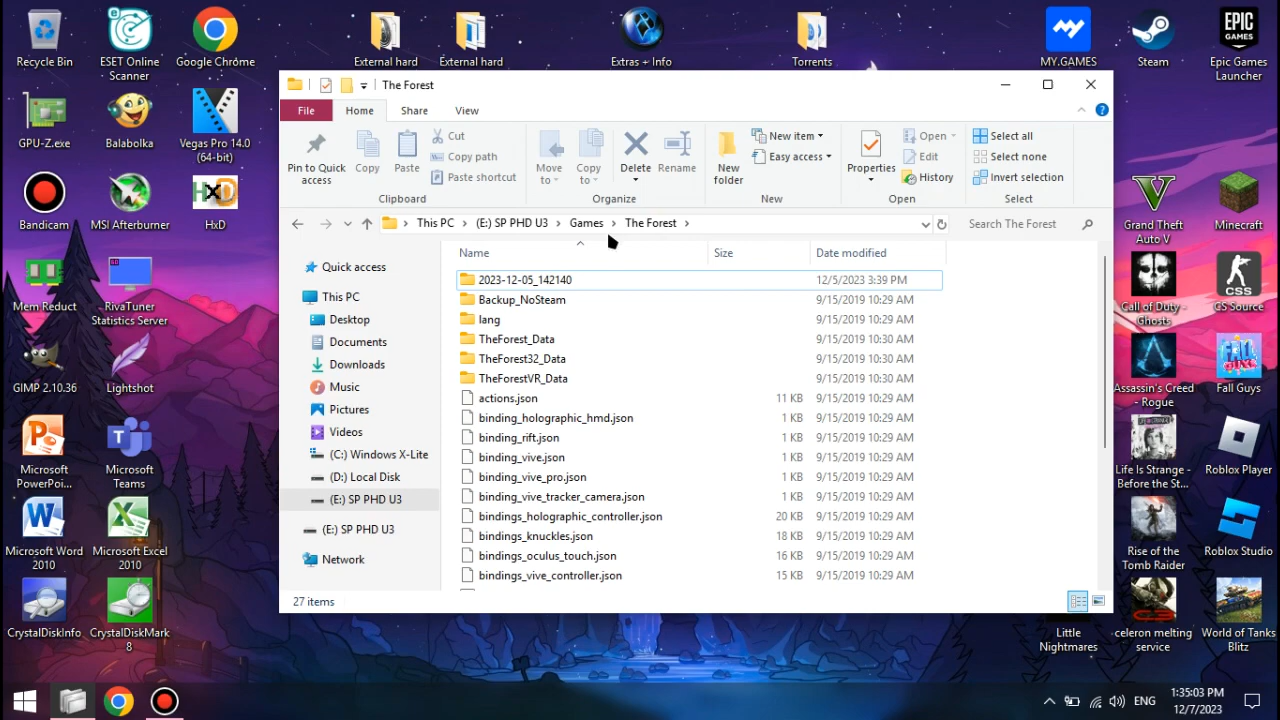 Recycle Bin
ESET Online
Scanner
Google Chrome
External hard
External hard
Extras + Info
Torrents
MY.GAMES
Steam
EPIC
GAMES
Epic Games
Launcher
GPU-Z.exe
Balabolka
Vegas Pro 14.0
(64-bit)
Bandicam
MSI Afterburner
HxD
HxD
Mem Reduct
RivaTuner
Statistics Server
GIMP 2.10.36
Lightshot
Microsoft
PowerPoi...
Microsoft
Teams
Microsoft Word
2010
Microsoft Excel
2010
CrystalDiskInfo
CrystalDiskMark
8
The Forest
File
Home
Share
View
Pin to Quick
access
Copy
Paste
Cut
Copy path
Paste shortcut
Clipboard
Move
to
Copy
to
Delete
Rename
Organize
New
folder
New item
Easy access
New
Properties
Open
Edit
History
Open
Select all
Select none
Invert selection
Select
This PC > (E:) SP PHD U3 > Games > The Forest >
Search The Forest
Name
Size
Date modified
Quick access
This PC
Desktop
Documents
Downloads
Music
Pictures
Videos
(C:) Windows X-Lite
(D:) Local Disk
(E:) SP PHD U3
(E:) SP PHD U3
Network
2023-12-05_142140 12/5/2023 3:39 PM
Backup_NoSteam 9/15/2019 10:29 AM
lang 9/15/2019 10:29 AM
TheForest_Data 9/15/2019 10:30 AM
TheForest32_Data 9/15/2019 10:30 AM
TheForestVR_Data 9/15/2019 10:30 AM
actions.json 11 KB 9/15/2019 10:29 AM
binding_holographic_hmd.json 1 KB 9/15/2019 10:29 AM
binding_rift.json 1 KB 9/15/2019 10:29 AM
binding_vive.json 1 KB 9/15/2019 10:29 AM
binding_vive_pro.json 1 KB 9/15/2019 10:29 AM
binding_vive_tracker_camera.json 1 KB 9/15/2019 10:29 AM
bindings_holographic_controller.json 20 KB 9/15/2019 10:29 AM
bindings_knuckles.json 18 KB 9/15/2019 10:29 AM
bindings_oculus_touch.json 16 KB 9/15/2019 10:29 AM
bindings_vive_controller.json 15 KB 9/15/2019 10:29 AM
27 items
Grand Theft
Auto V
Minecraft
Call of Duty -
Ghosts
CSS
CS Source
Assassin's Creed
- Rogue
Fall Guys
Life Is Strange -
Before the St...
Roblox Player
Rise of the
Tomb Raider
Roblox Studio
Little
Nightmares
celeron melting
service
World of Tanks
Blitz
ENG
1:35:03 PM
12/7/2023